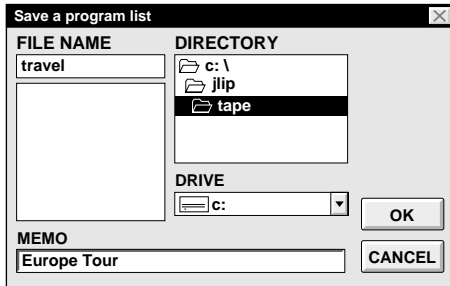 Save a program list
FILE NAME
travel
DIRECTORY
c: \
jlip
tape
DRIVE
c:
MEMO
Europe Tour
OK
CANCEL